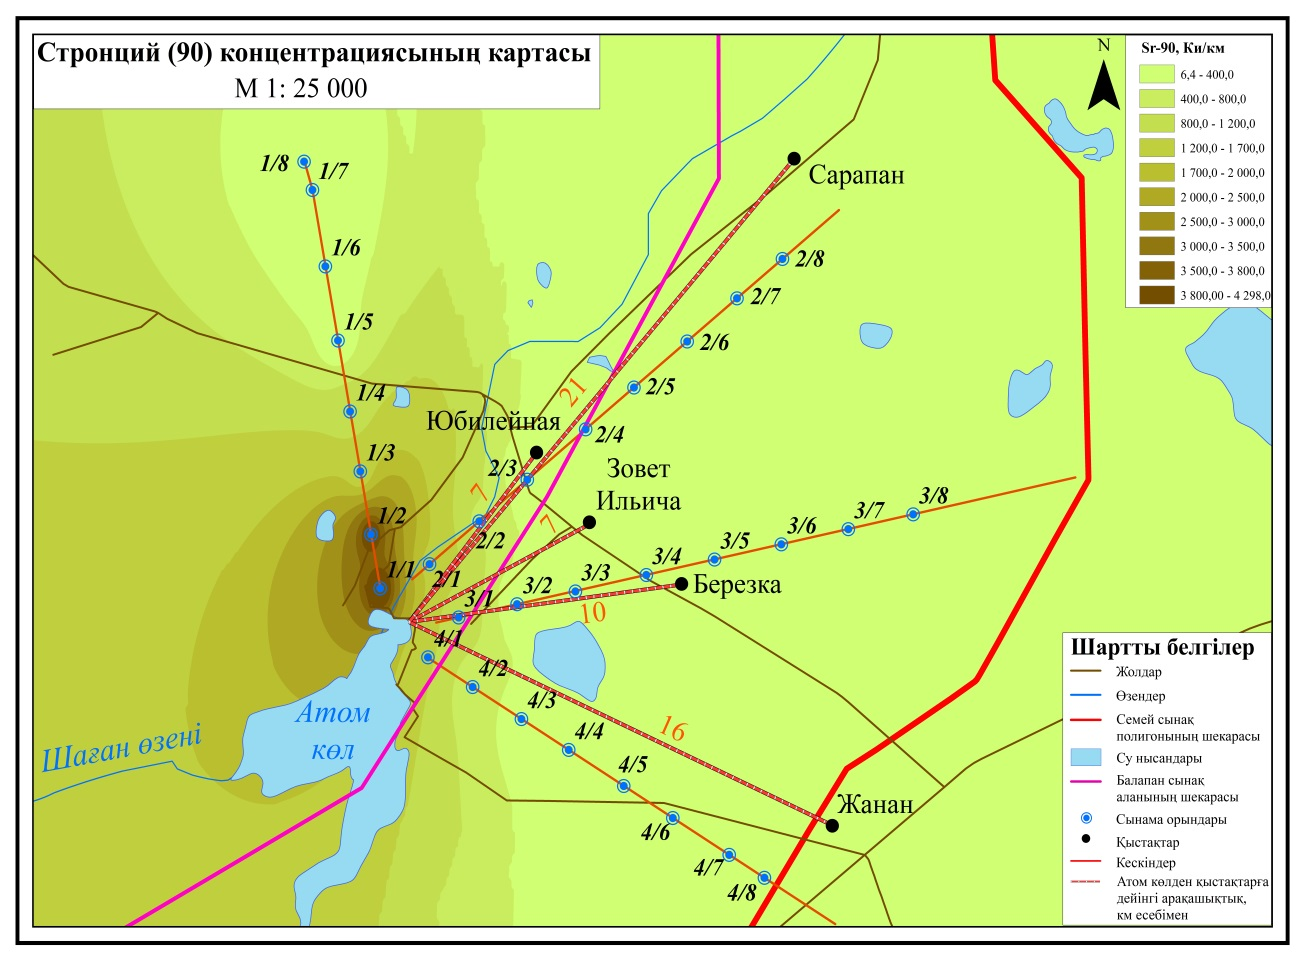 Стронций (90) концентрациясының картасы
М 1: 25 000
N
Sr-90, Ки/км
6,4 - 400,0
400,0 - 800,0
800,0 - 1 200,0
1 200,0 - 1 700,0
1 700,0 - 2 000,0
2 000,0 - 2 500,0
2 500,0 - 3 000,0
3 000,0 - 3 500,0
3 500,0 - 3 800,0
3 800,00 - 4 298,0
1/8
1/7
1/6
1/5
1/4
1/3
1/2
1/1
Сарапан
2/8
2/7
2/6
2/5
2/4
2/3
2/2
2/1
21
Юбилейная
7
Зовет
Ильича
7
3/8
3/7
3/6
3/5
3/4
3/3
3/2
3/1
Березка
10
4/1
4/2
4/3
4/4
4/5
4/6
4/7
4/8
16
Жанан
Атом
көл
Шаған өзені
Шартты белгілер
Жолдар
Өзендер
Семей сынақ
полигонының шекарасы
Су нысандары
Балапан сынақ
алаңының шекарасы
Сынама орындары
Қыстақтар
Кескіндер
Атом көлден қыстақтарға
дейінгі арақашықтық,
км есебімен